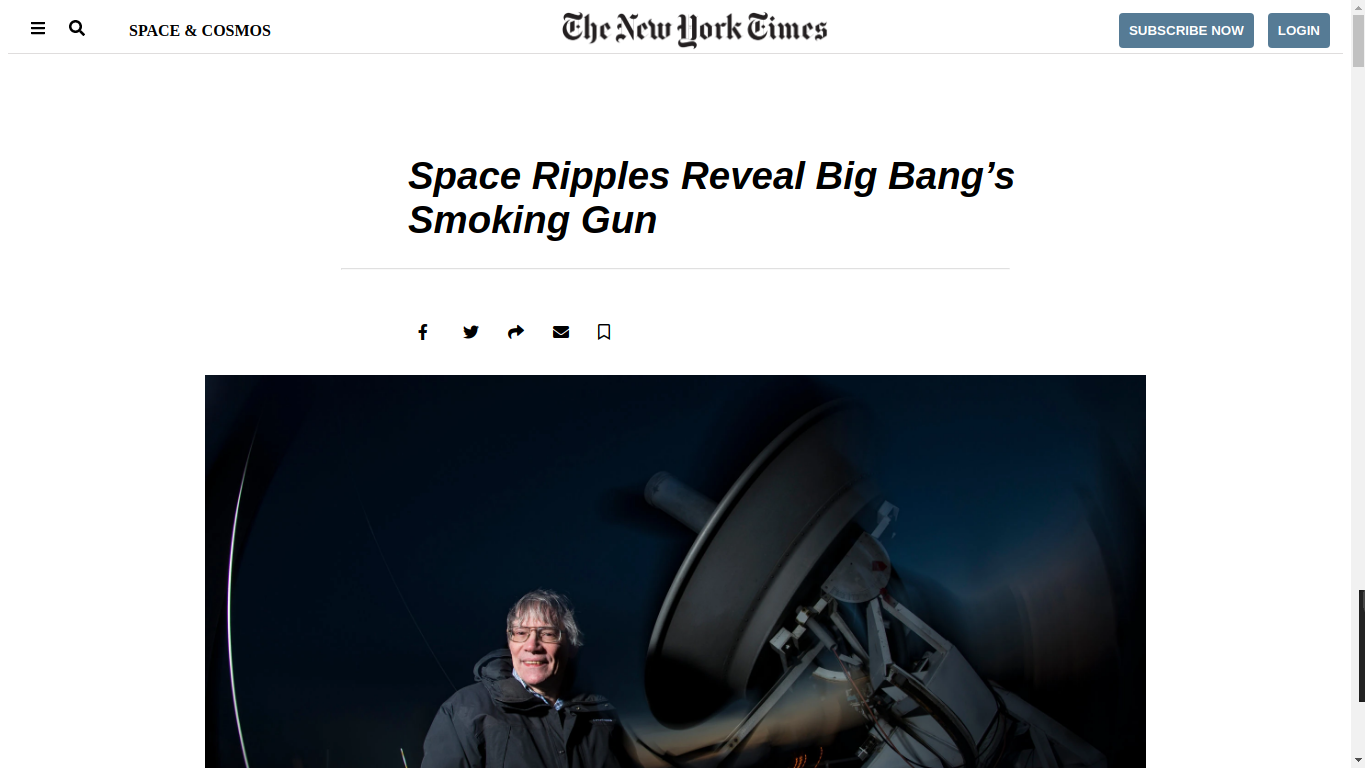 SPACE & COSMOS
The New York Times
SUBSCRIBE NOW
LOGIN
Space Ripples Reveal Big Bang’s
Smoking Gun